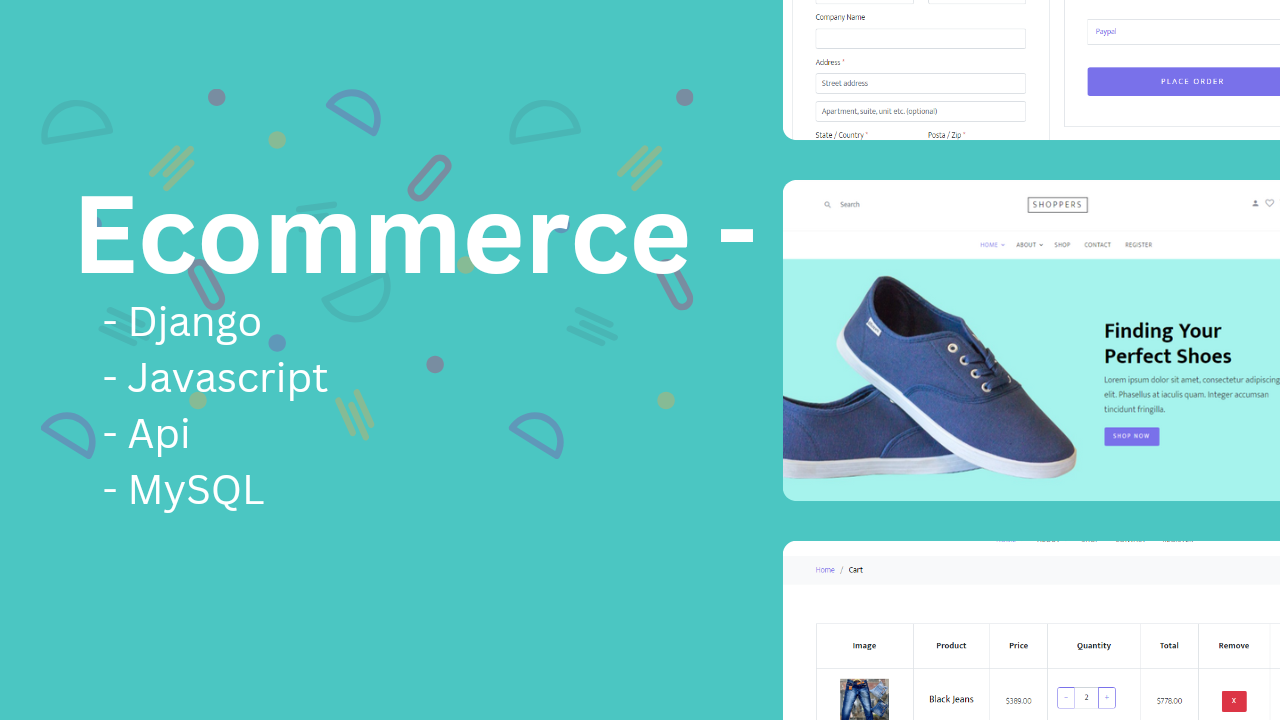 Ecommerce -
- Django
- Javascript
- Api
- MySQL
Company Name
Address *
Street address
Apartment, suite, unit etc. (optional)
State / Country *
Posta / Zip *
Paypal
PLACE ORDER
Search
SHOPPERS
HOME
ABOUT
SHOP
CONTACT
REGISTER
Finding Your
Perfect Shoes
Lorem ipsum dolor sit amet, consectetur adipiscing
elit. Phasellus at iaculis quam. Integer accumsan
tincidunt fringilla.
SHOP NOW
Home / Cart
Image Product Price Quantity Total Remove
Black Jeans $389.00 - 2 + $778.00 X